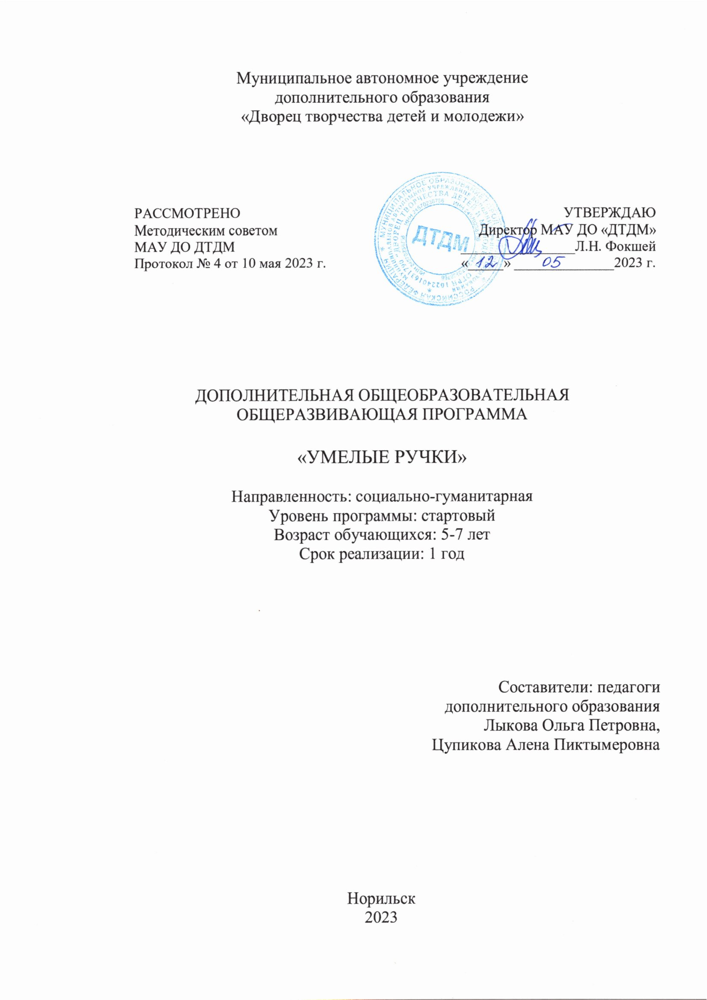 Муниципальное автономное учреждение
дополнительного образования
«Дворец творчества детей и молодежи»
РАССМОТРЕНО
Методическим советом
МАУ ДО ДТДМ
Протокол № 4 от 10 мая 2023 г.
ДТДМ
УТВЕРЖДАЮ
Директор МАУ ДО «ДТДМ»
Л.Н. Фокшей
«12» 05 2023 г.
ДОПОЛНИТЕЛЬНАЯ ОБЩЕОБРАЗОВАТЕЛЬНАЯ
ОБЩЕРАЗВИВАЮЩАЯ ПРОГРАММА
«УМЕЛЫЕ РУЧКИ»
Направленность: социально-гуманитарная
Уровень программы: стартовый
Возраст обучающихся: 5-7 лет
Срок реализации: 1 год
Составители: педагоги
дополнительного образования
Лыкова Ольга Петровна,
Цупикова Алена Пиктымеровна
Норильск
2023